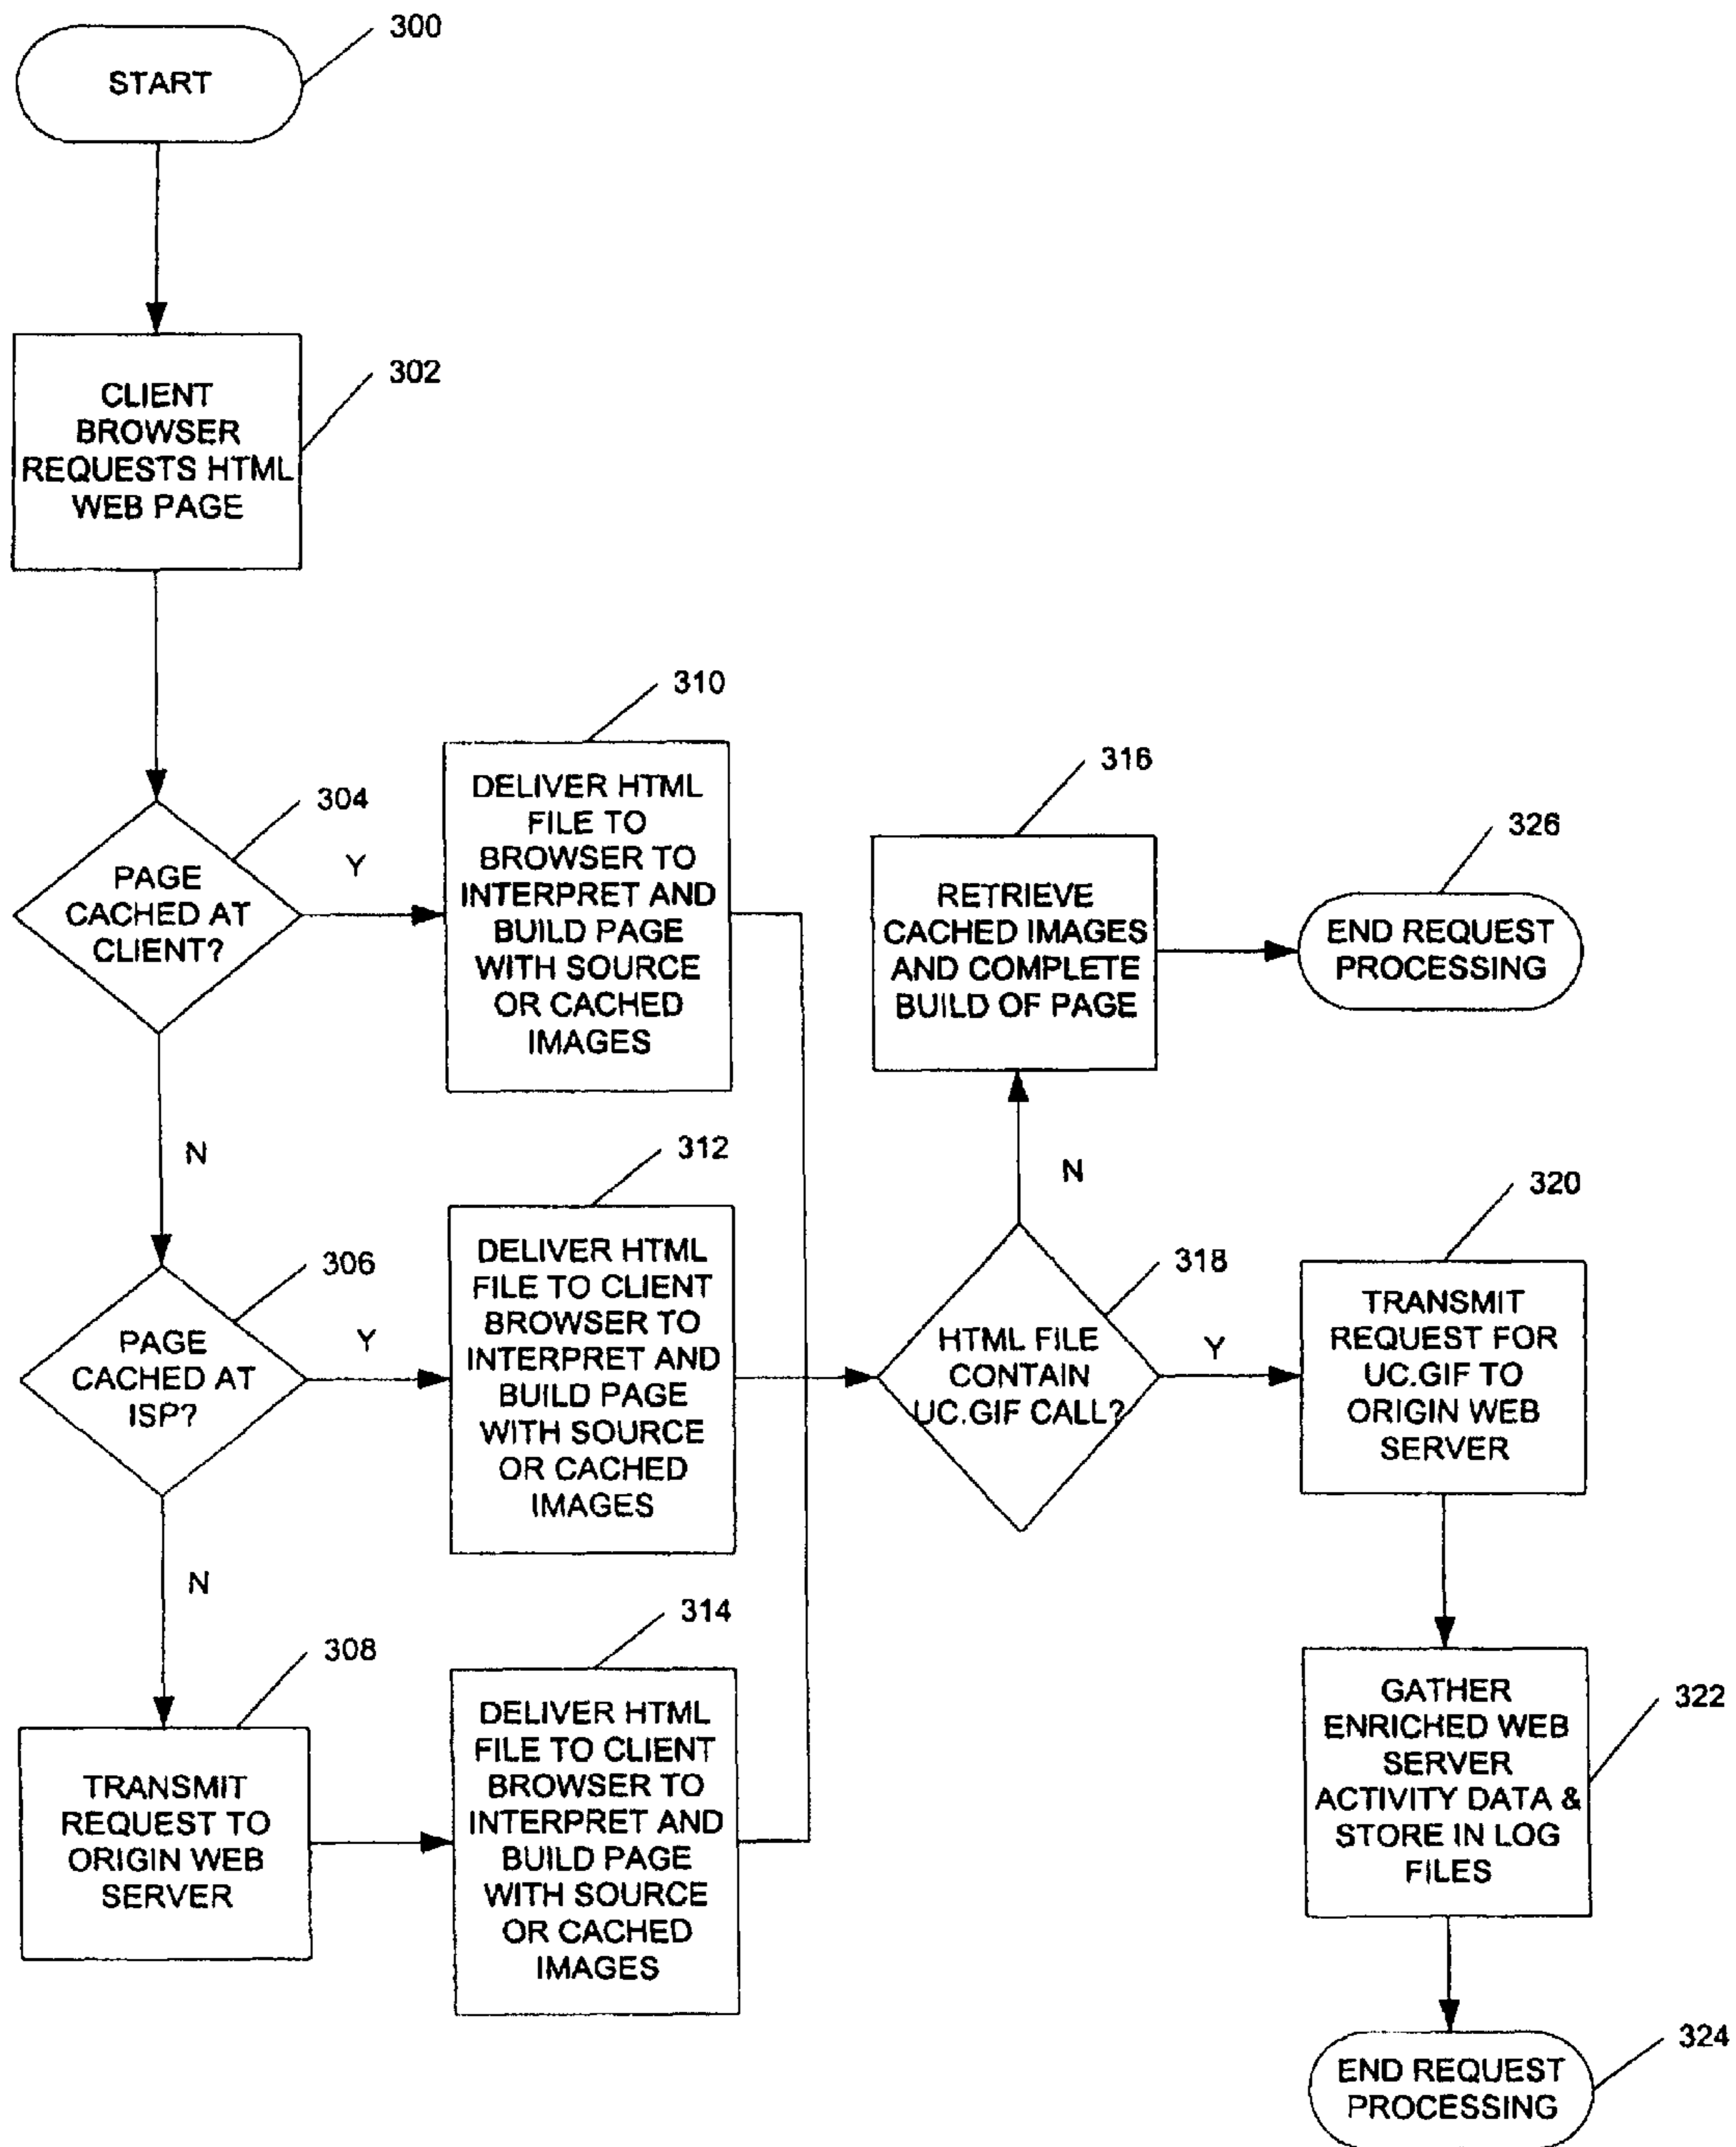 300
START
302
CLIENT
BROWSER
REQUESTS HTML
WEB PAGE
304
PAGE
CACHED AT
CLIENT?
Y
N
310
DELIVER HTML
FILE TO
BROWSER TO
INTERPRET AND
BUILD PAGE
WITH SOURCE
OR CACHED
IMAGES
306
PAGE
CACHED AT
ISP?
Y
N
312
DELIVER HTML
FILE TO CLIENT
BROWSER TO
INTERPRET AND
BUILD PAGE
WITH SOURCE
OR CACHED
IMAGES
308
TRANSMIT
REQUEST TO
ORIGIN WEB
SERVER
314
DELIVER HTML
FILE TO CLIENT
BROWSER TO
INTERPRET AND
BUILD PAGE
WITH SOURCE
OR CACHED
IMAGES
316
RETRIEVE
CACHED IMAGES
AND COMPLETE
BUILD OF PAGE
326
END REQUEST
PROCESSING
N
318
HTML FILE
CONTAIN
UC.GIF CALL?
Y
320
TRANSMIT
REQUEST FOR
UC.GIF TO
ORIGIN WEB
SERVER
322
GATHER
ENRICHED WEB
SERVER
ACTIVITY DATA &
STORE IN LOG
FILES
324
END REQUEST
PROCESSING